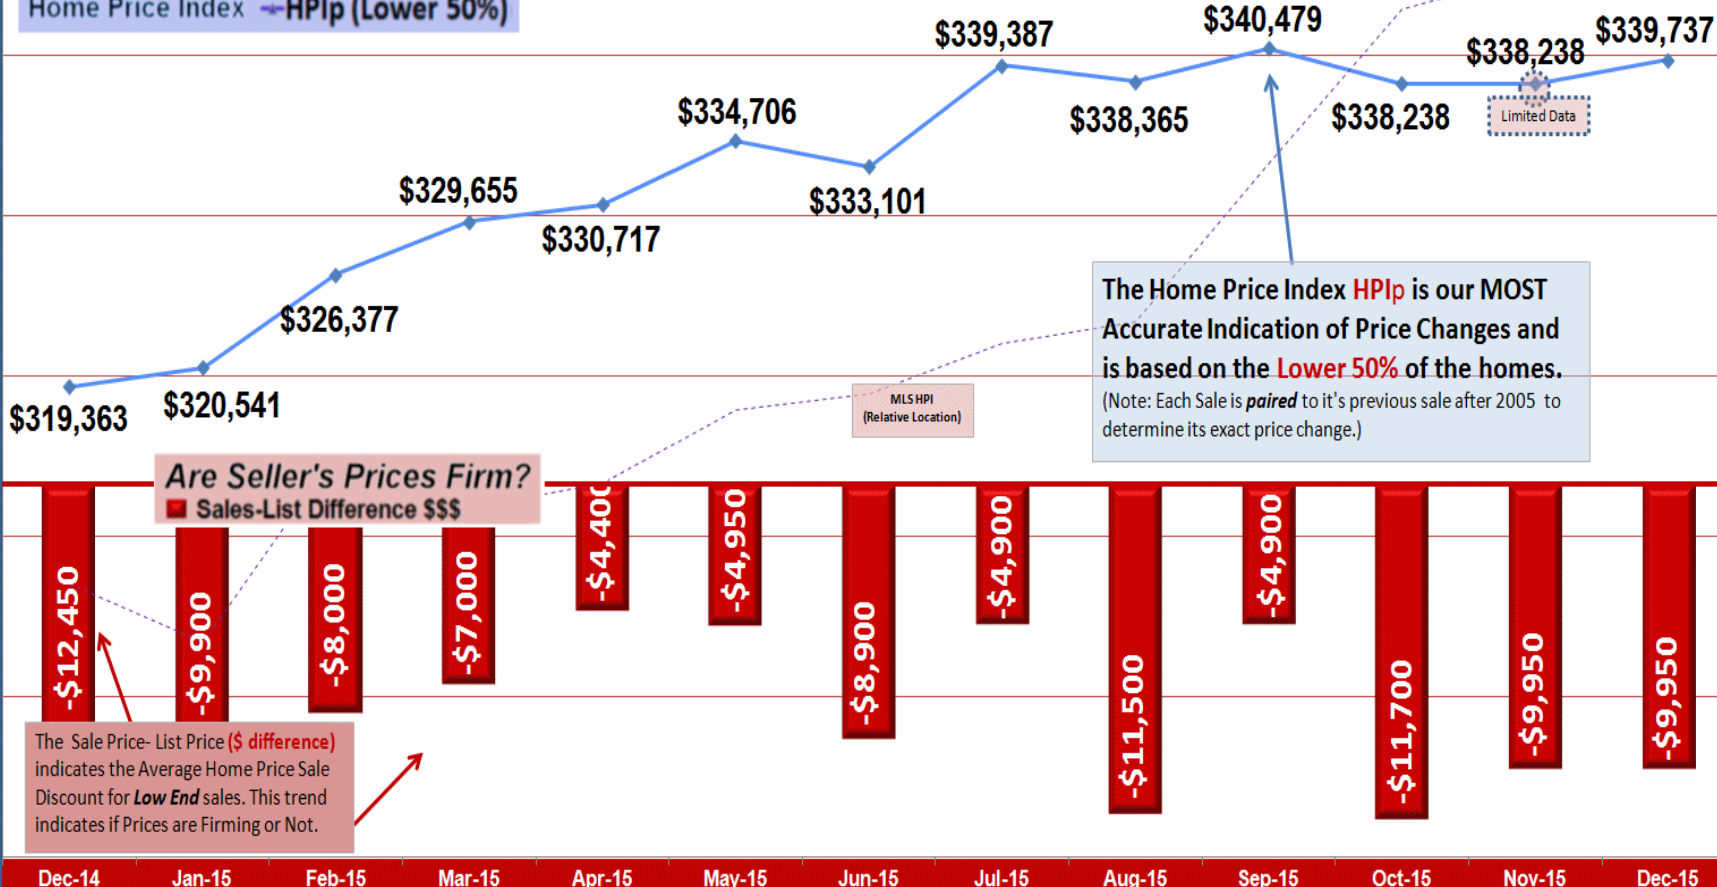 Home Price Index HPIp (Lower 50%)
$319,363
$320,541
$326,377
$329,655
$330,717
$334,706
$333,101
$339,387
$338,365
$340,479
$338,238
$338,238
$339,737
Limited Data
The Home Price Index HPIp is our MOST
Accurate Indication of Price Changes and
is based on the Lower 50% of the homes.
(Note: Each Sale is paired to it's previous sale after 2005 to
determine its exact price change.)
MLS HPI
(Relative Location)
Are Seller's Prices Firm?
Sales-List Difference $$$
-$12,450
-$9,900
-$8,000
-$7,000
-$4,400
-$4,950
-$8,900
-$4,900
-$11,500
-$4,900
-$11,700
-$9,950
-$9,950
The Sale Price- List Price ($ difference)
indicates the Average Home Price Sale
Discount for Low End sales. This trend
indicates if Prices are Firming or Not.
Dec-14 Jan-15 Feb-15 Mar-15 Apr-15 May-15 Jun-15 Jul-15 Aug-15 Sep-15 Oct-15 Nov-15 Dec-15